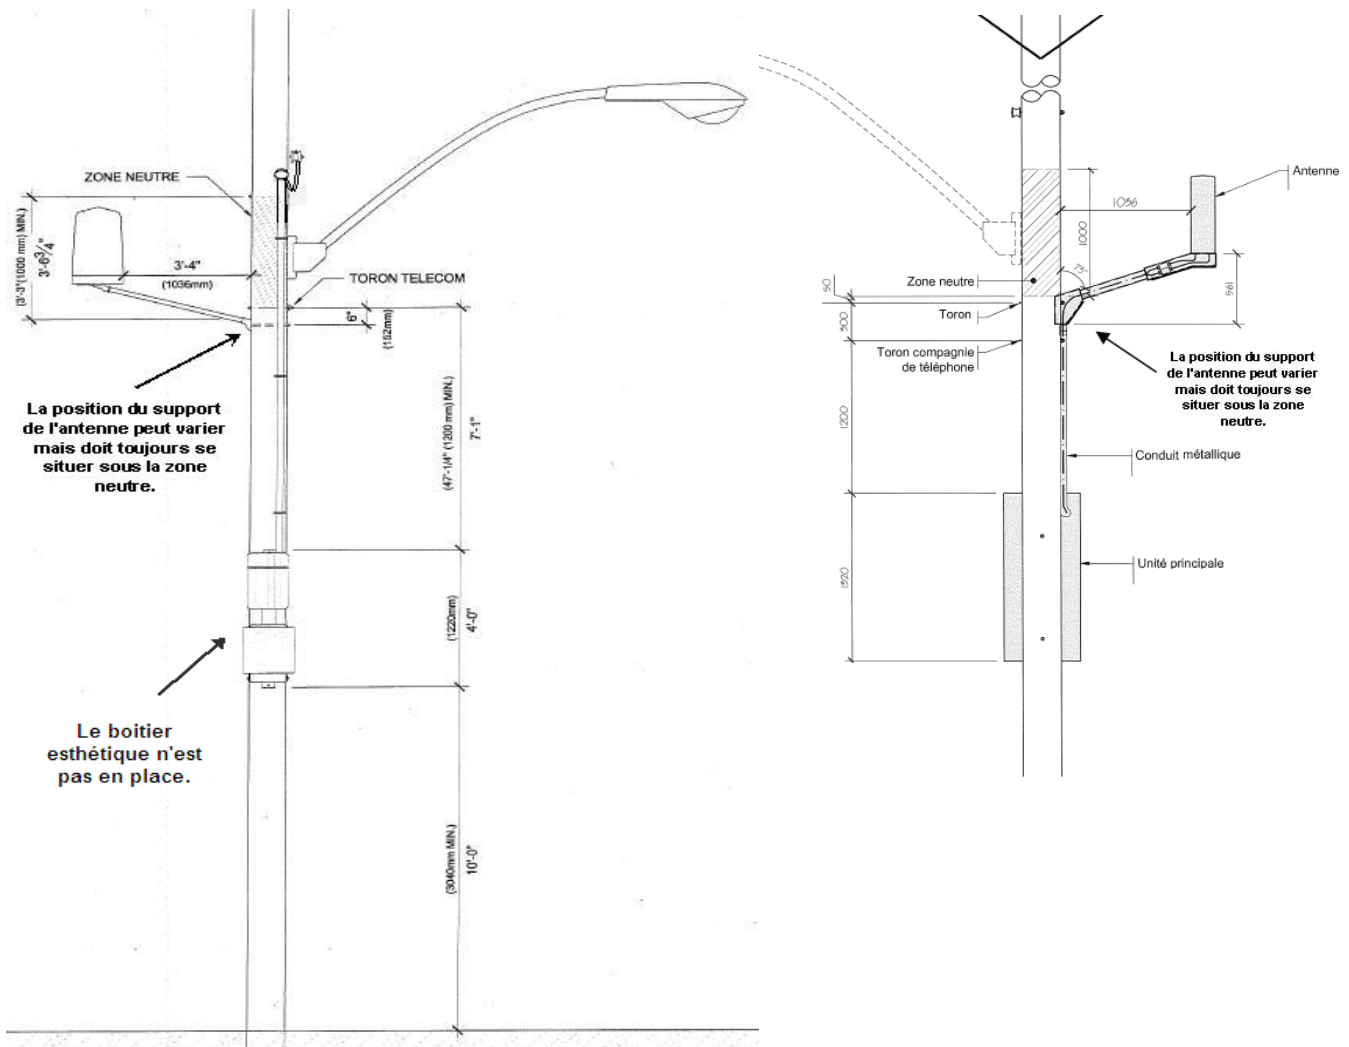 ZONE NEUTRE
(3'-3"(1000 mm) MIN.)
3'-6 3/4"
3'-4"
(1036mm)
TORON TELECOM
6"
(152mm)
La position du support
de l'antenne peut varier
mais doit toujours se
situer sous la zone
neutre.
(47'-1/4" (1200 mm) MIN.)
7'-1"
(1220mm)
4'-0"
Le boitier
esthétique n'est
pas en place.
(3040mm MIN.)
10'-0"
Antenne
1036
1000
75°
561
Zone neutre
50
Toron
300
Toron compagnie
de téléphone
La position du support
de l'antenne peut varier
mais doit toujours se
situer sous la zone
neutre.
1200
Conduit métallique
Unité principale
1320